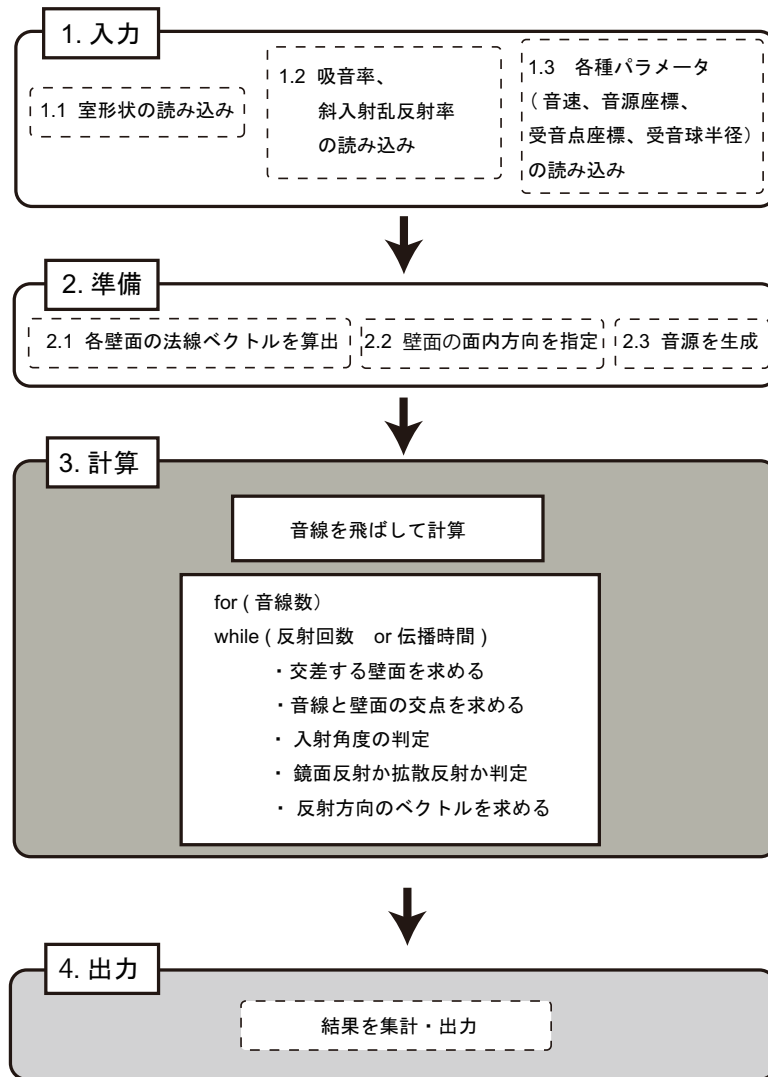 1. 入力
1.1 室形状の読み込み
1.2 吸音率、
斜入射乱反射率
の読み込み
1.3 各種パラメータ
( 音速、音源座標、
受音点座標、受音球半径）
の読み込み
2. 準備
2.1 各壁面の法線ベクトルを算出
2.2 壁面の面内方向を指定
2.3 音源を生成
3. 計算
音線を飛ばして計算
for ( 音線数）
while ( 反射回数　or 伝播時間 )
・交差する壁面を求める
・音線と壁面の交点を求める
・ 入射角度の判定
・ 鏡面反射か拡散反射か判定
・ 反射方向のベクトルを求める
4. 出力
結果を集計・出力